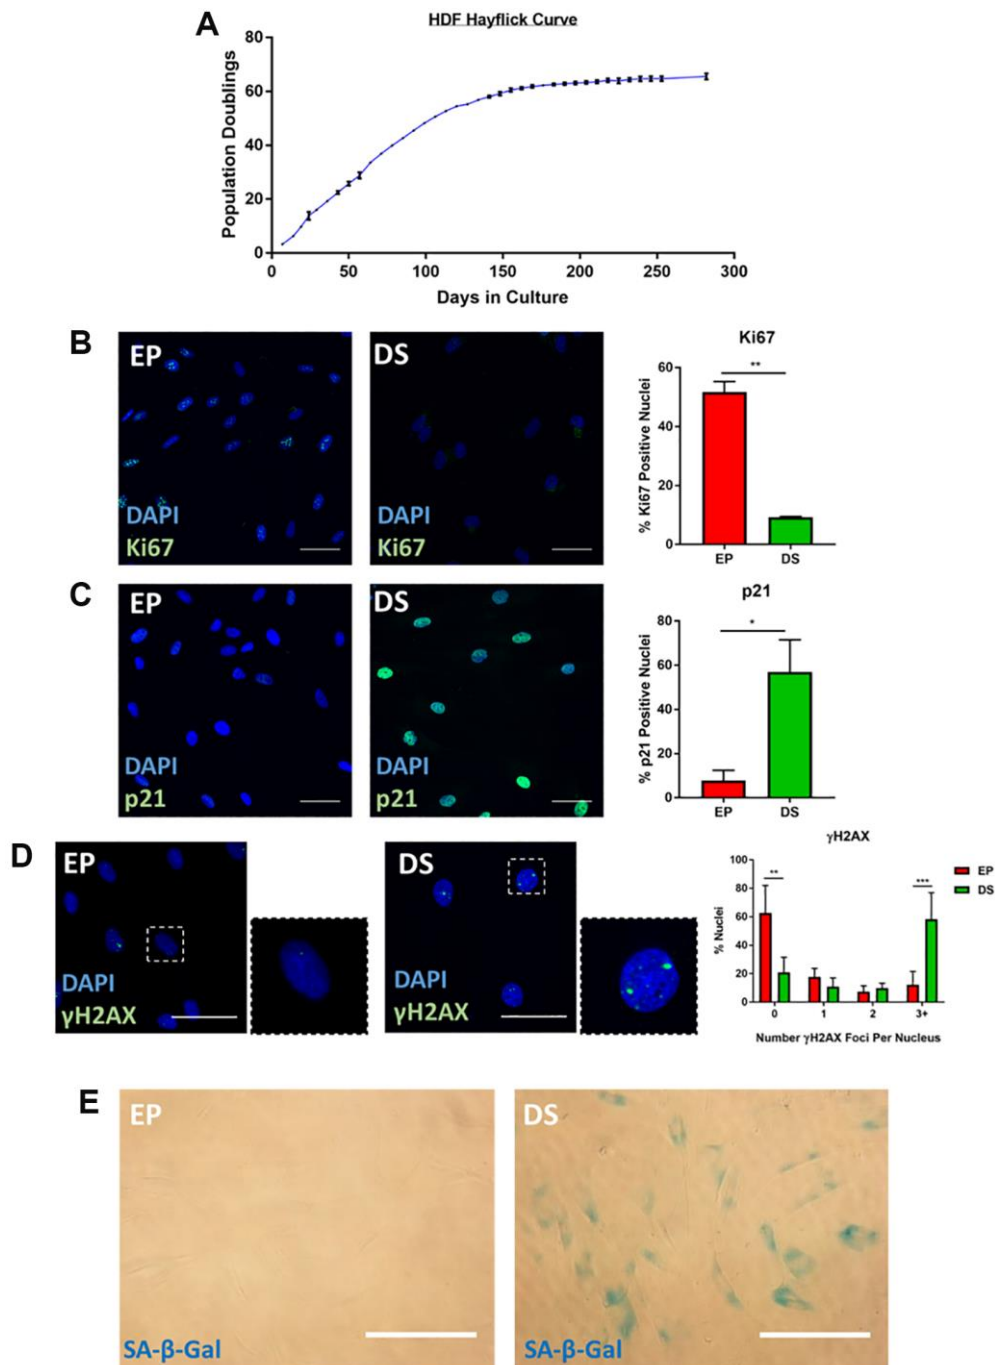 A
HDF Hayflick Curve
Population Doublings
80
60
40
20
0
0 50 100 150 200 250 300
Days in Culture
B
EP
DAPI
Ki67
DS
DAPI
Ki67
Ki67
**
% Ki67 Positive Nuclei
60
40
20
0
EP DS
C
EP
DAPI
p21
DS
DAPI
p21
p21
*
% p21 Positive Nuclei
80
60
40
20
0
EP DS
D
EP
DAPI
γH2AX
DS
DAPI
γH2AX
γH2AX
EP
DS
** ***
% Nuclei
100
80
60
40
20
0
0 1 2 3+
Number γH2AX Foci Per Nucleus
E
EP
SA-β-Gal
DS
SA-β-Gal